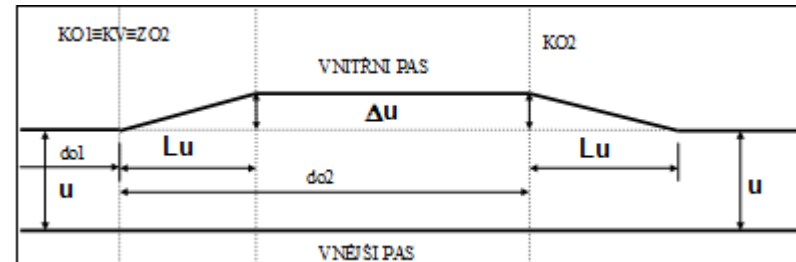 KO1≡KV≡ZO2
KO2
VNITŘNI PAS
Δu
do1
Lu
Lu
u
do2
u
VNĚJŠI PAS